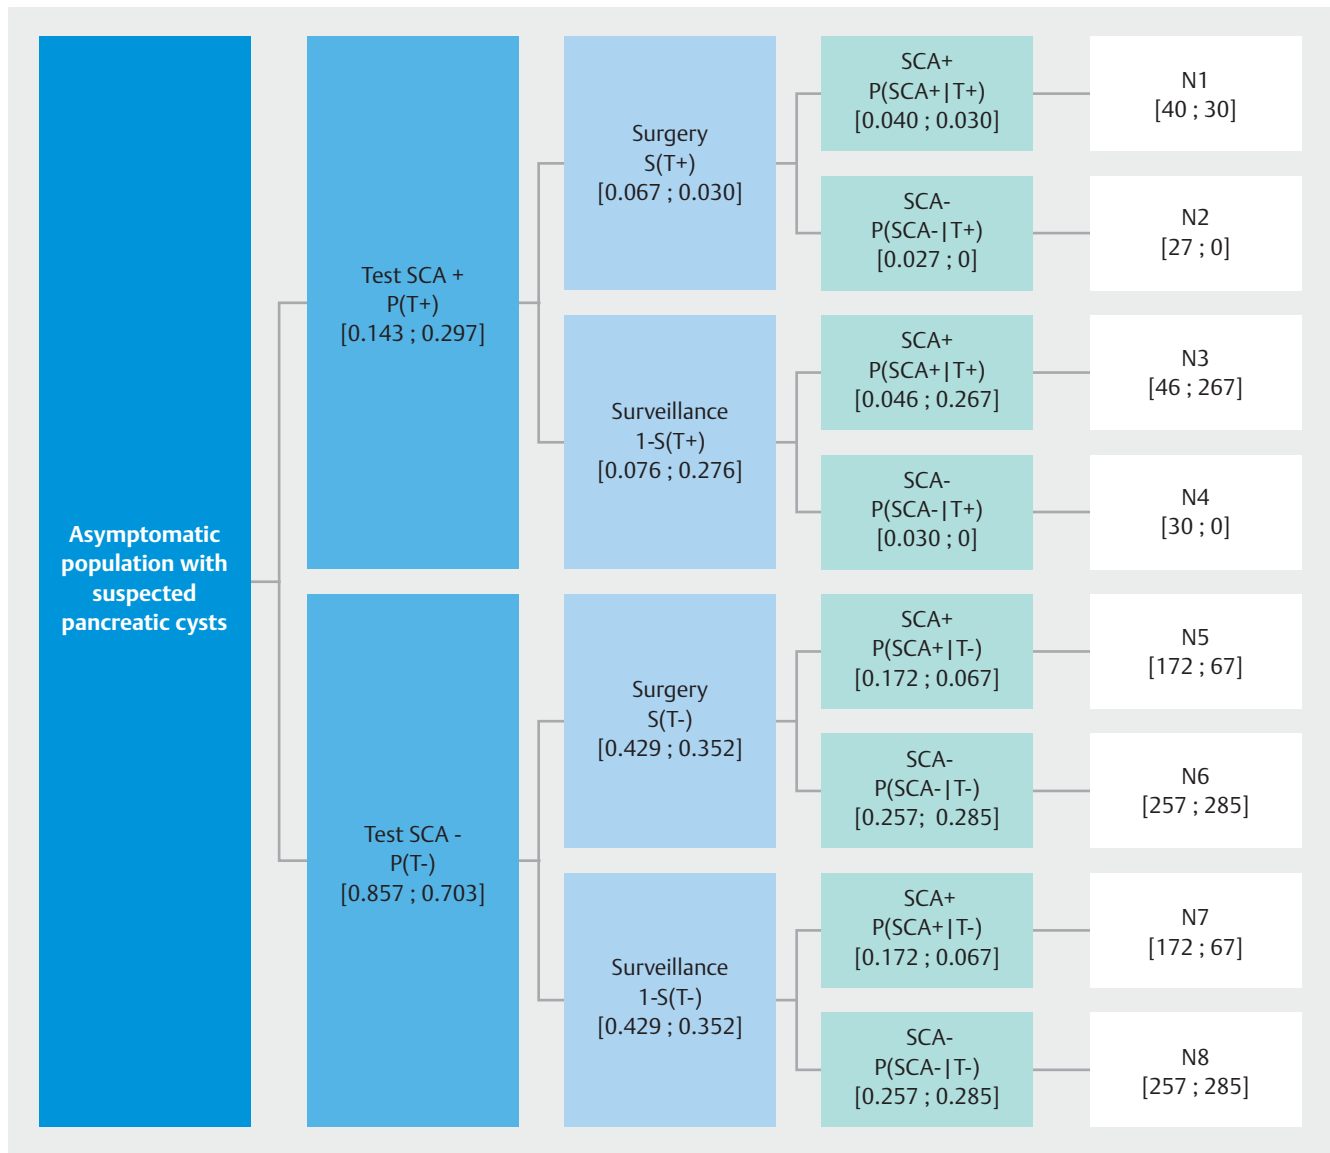 Asymptomatic
population with
suspected
pancreatic cysts
Test SCA +
P(T+)
[0.143 ; 0.297]
Surgery
S(T+)
[0.067 ; 0.030]
SCA+
P(SCA+|T+)
[0.040 ; 0.030]
N1
[40 ; 30]
SCA-
P(SCA-|T+)
[0.027 ; 0]
N2
[27 ; 0]
Surveillance
1-S(T+)
[0.076 ; 0.276]
SCA+
P(SCA+|T+)
[0.046 ; 0.267]
N3
[46 ; 267]
SCA-
P(SCA-|T+)
[0.030 ; 0]
N4
[30 ; 0]
Test SCA -
P(T-)
[0.857 ; 0.703]
Surgery
S(T-)
[0.429 ; 0.352]
SCA+
P(SCA+|T-)
[0.172 ; 0.067]
N5
[172 ; 67]
SCA-
P(SCA-|T-)
[0.257;  0.285]
N6
[257 ; 285]
Surveillance
1-S(T-)
[0.429 ; 0.352]
SCA+
P(SCA+|T-)
[0.172 ; 0.067]
N7
[172 ; 67]
SCA-
P(SCA-|T-)
[0.257 ; 0.285]
N8
[257 ; 285]